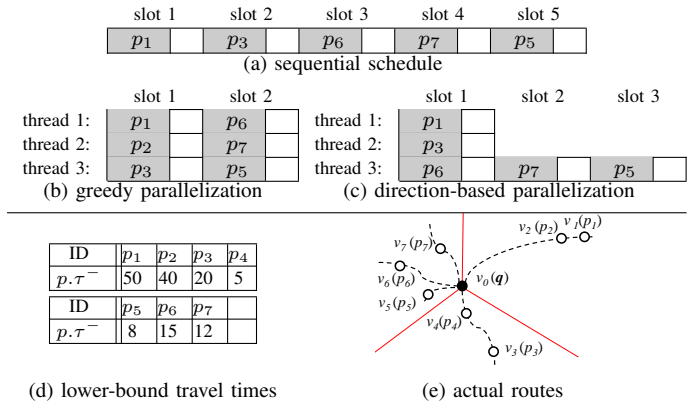 slot 1 slot 2 slot 3 slot 4 slot 5
p1 p3 p6 p7 p5
(a) sequential schedule
slot 1 slot 2
thread 1: p1 p6
thread 2: p2 p7
thread 3: p3 p5
(b) greedy parallelization
slot 1 slot 2 slot 3
thread 1: p1
thread 2: p3
thread 3: p6 p7 p5
(c) direction-based parallelization
ID p1 p2 p3 p4
p.τ− 50 40 20 5
ID p5 p6 p7
p.τ− 8 15 12
(d) lower-bound travel times
v2(p2) v1(p1)
v7(p7)
v6(p6) v0(q)
v5(p5)
v4(p4)
v3(p3)
(e) actual routes